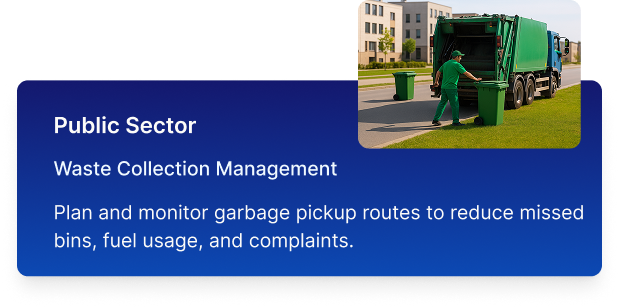 Public Sector
Waste Collection Management
Plan and monitor garbage pickup routes to reduce missed
bins, fuel usage, and complaints.